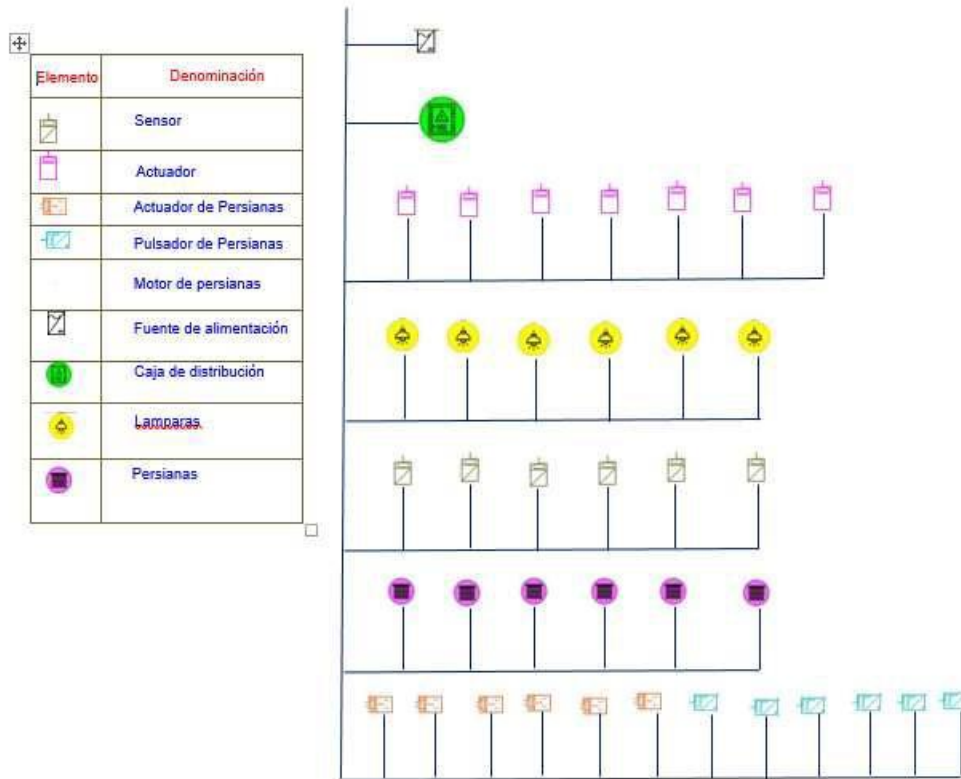 Elemento Denominación
Sensor
Actuador
Actuador de Persianas
Pulsador de Persianas
Motor de persianas
Fuente de alimentación
Caja de distribución
Lamparas
Persianas